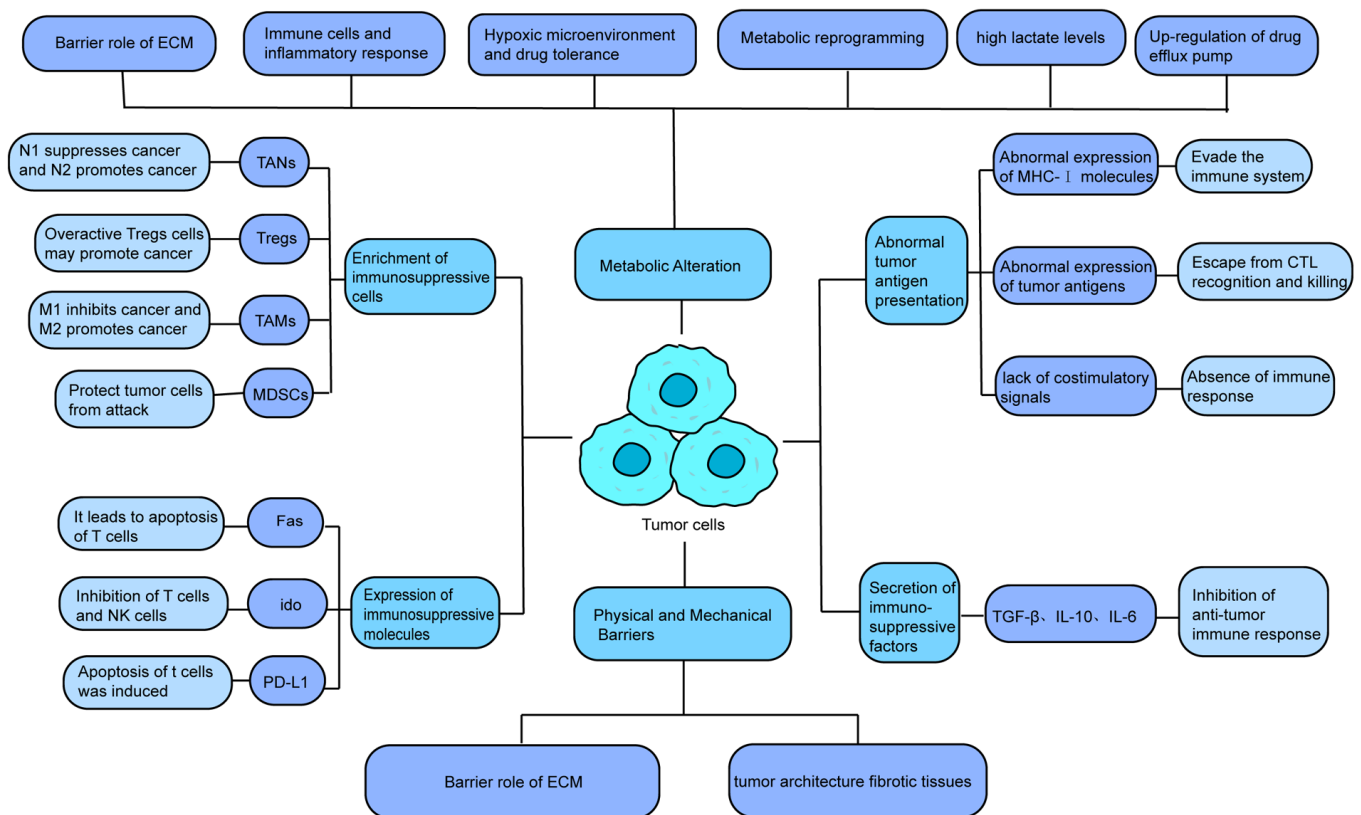 Barrier role of ECM
Immune cells and
inflammatory response
Hypoxic microenvironment
and drug tolerance
Metabolic reprogramming
high lactate levels
Up-regulation of drug
efflux pump
N1 suppresses cancer
and N2 promotes cancer
TANs
Overactive Tregs cells
may promote cancer
Tregs
M1 inhibits cancer and
M2 promotes cancer
TAMs
Protect tumor cells
from attack
MDSCs
Enrichment of
immunosuppressive
cells
Metabolic Alteration
Abnormal
tumor
antigen
presentation
Abnormal expression
of MHC-Ⅰ molecules
Evade the
immune system
Abnormal expression
of tumor antigens
Escape from CTL
recognition and killing
lack of costimulatory
signals
Absence of immune
response
Tumor cells
It leads to apoptosis
of T cells
Fas
Inhibition of T cells
and NK cells
ido
Apoptosis of t cells
was induced
PD-L1
Expression of
immunosuppressive
molecules
Physical and Mechanical
Barriers
Secretion of
immuno-
suppressive
factors
TGF-β、IL-10、IL-6
Inhibition of
anti-tumor
immune response
Barrier role of ECM
tumor architecture fibrotic tissues